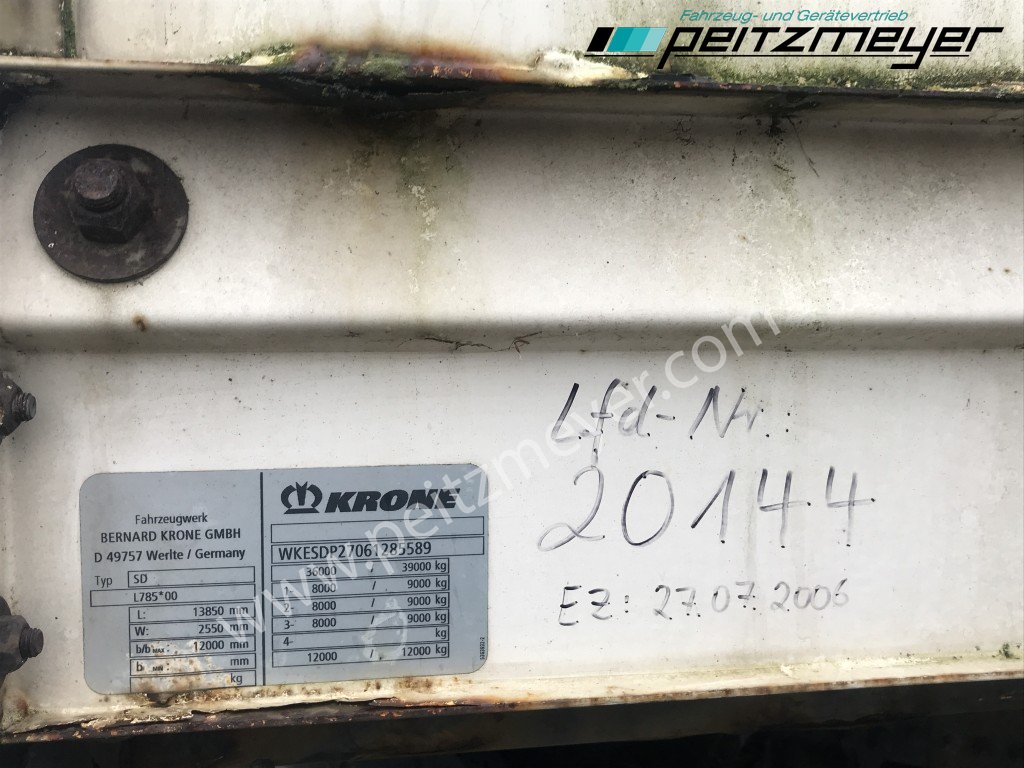 Fahrzeug- und Gerätevertrieb
peitzmeyer
www.peitzmeyer.com
Lfd-Nr.:
20144
EZ: 27.07.2006
Fahrzeugwerk
BERNARD KRONE GMBH
D 49757 Werlte / Germany
Typ SD
L785*00
L: 13850 mm
W: 2550 mm
b/b MAX : 12000 mm
b MIN : mm
kg
KRONE
WKESDP27061285589
36000 39000 kg
1- 8000 / 9000 kg
2- 8000 / 9000 kg
3- 8000 / 9000 kg
4- kg
12000 / 12000 kg